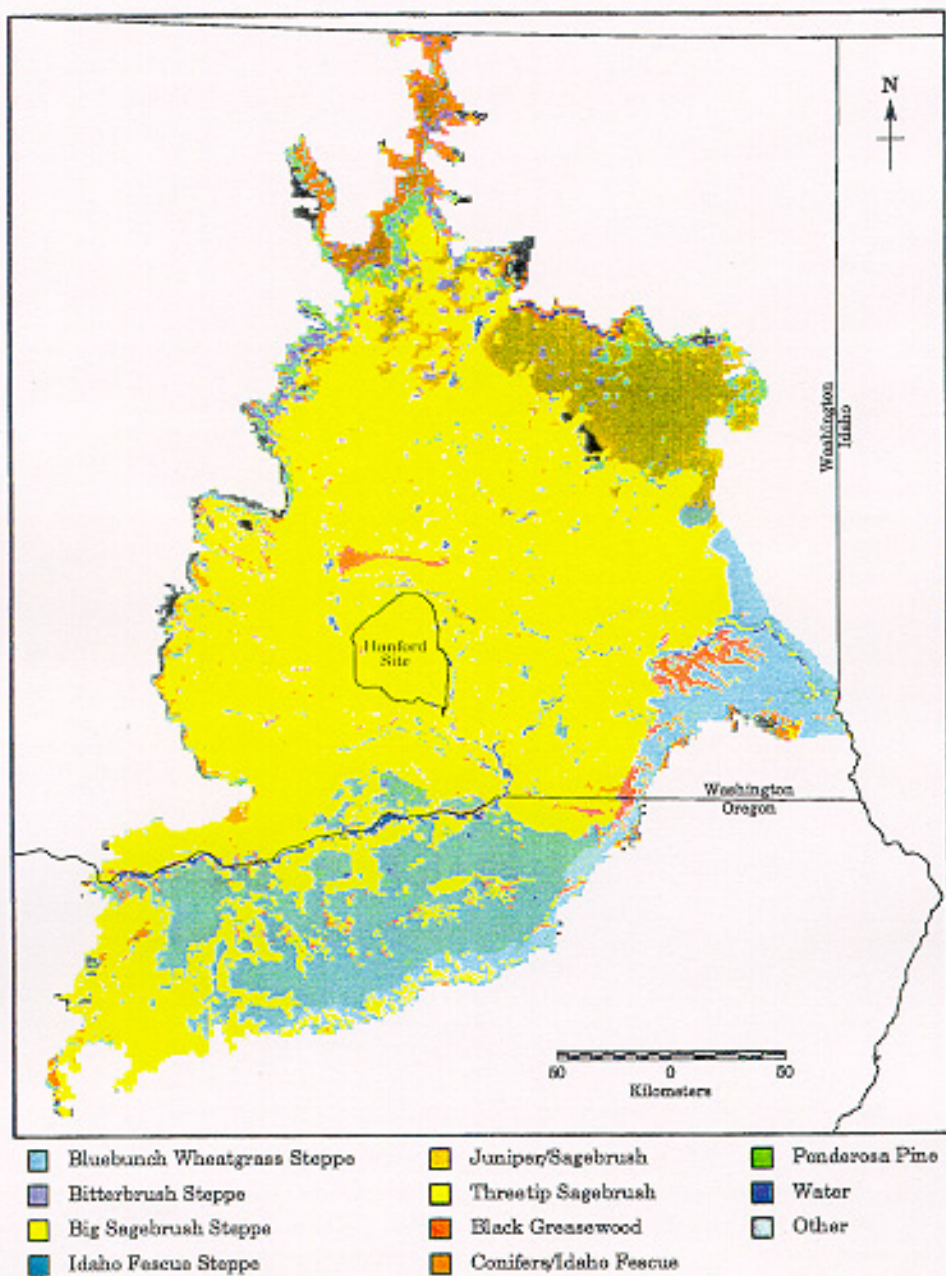 N
Washington
Idaho
Hanford
Site
Washington
Oregon
50 0 50
Kilometers
Bluebunch Wheatgrass Steppe
Bitterbrush Steppe
Big Sagebrush Steppe
Idaho Fescue Steppe
Juniper/Sagebrush
Threetip Sagebrush
Black Greasewood
Conifers/Idaho Fescue
Ponderosa Pine
Water
Other